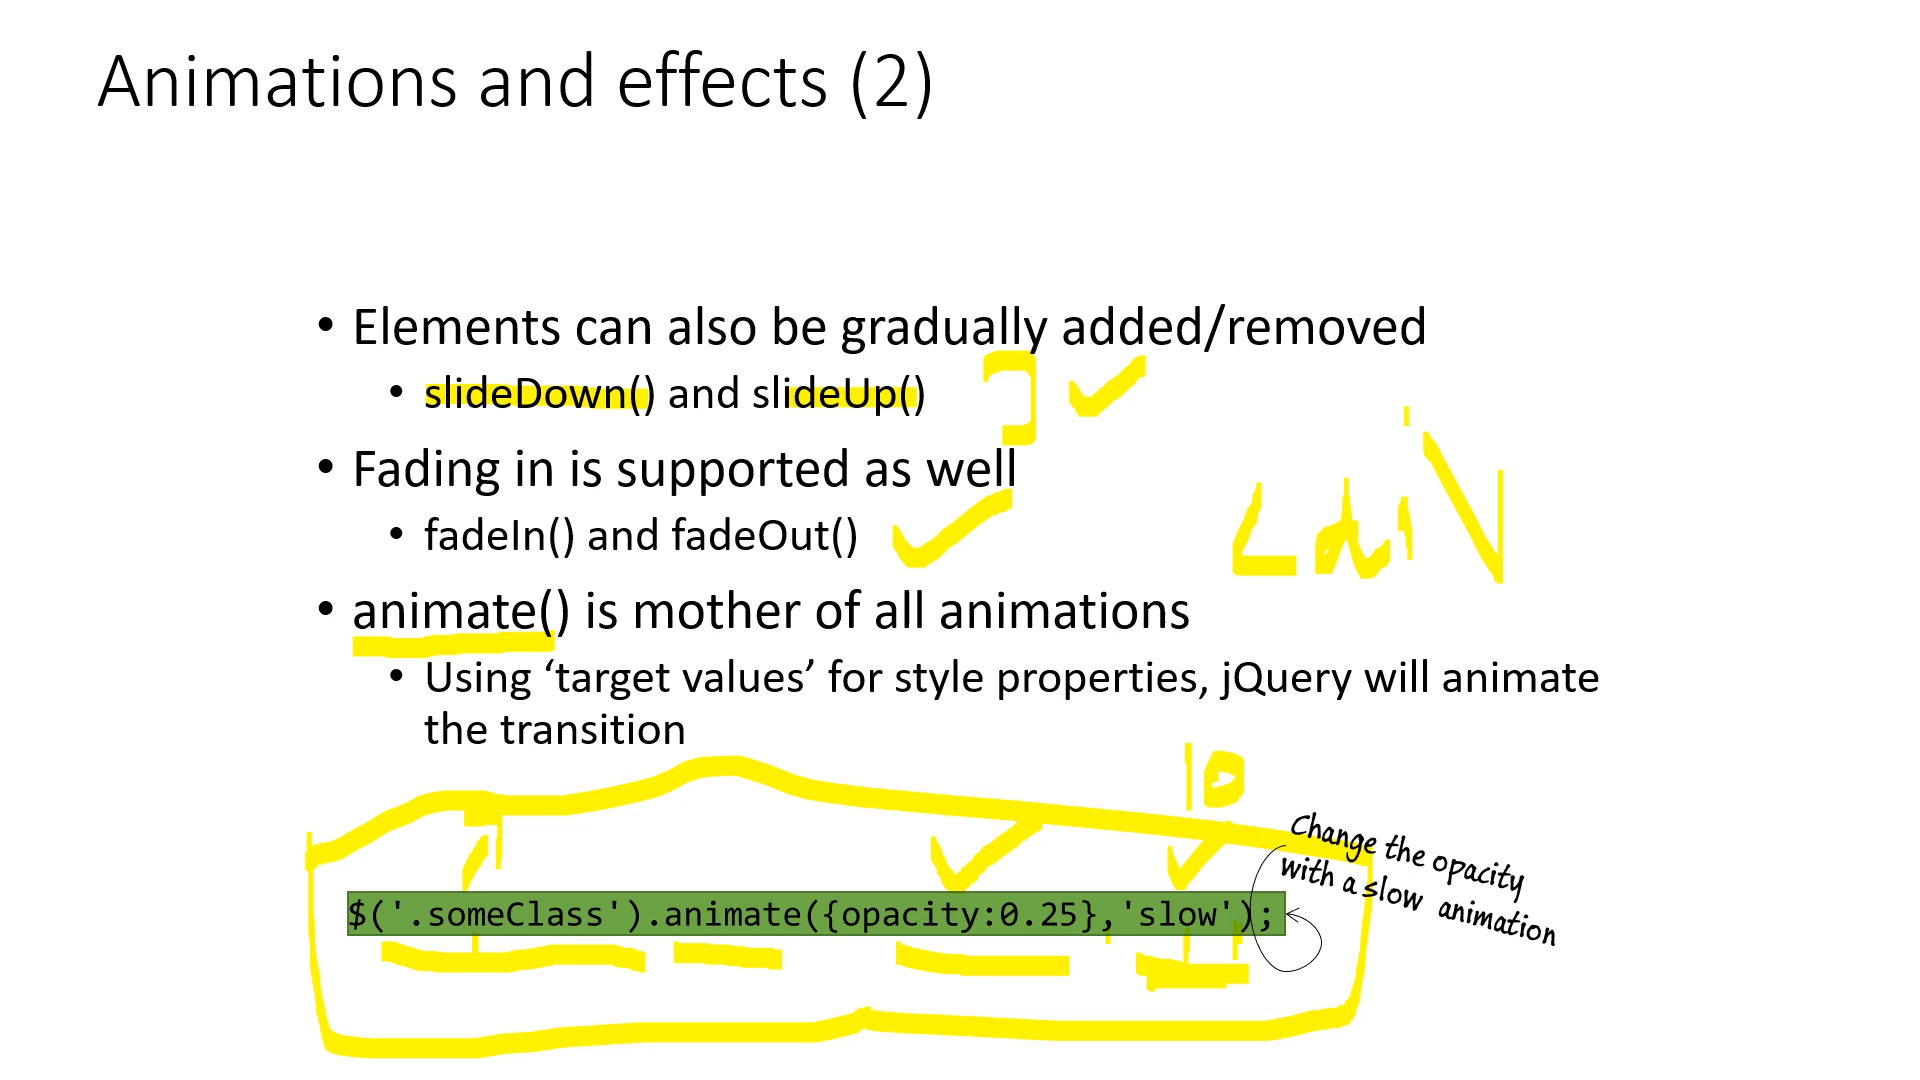 Animations and effects (2)
• Elements can also be gradually added/removed
• slideDown() and slideUp()
• Fading in is supported as well
• fadeIn() and fadeOut()
<div
• animate() is mother of all animations
• Using ‘target values’ for style properties, jQuery will animate
the transition
10
Change the opacity
with a slow animation
$('.someClass').animate({opacity:0.25},'slow');